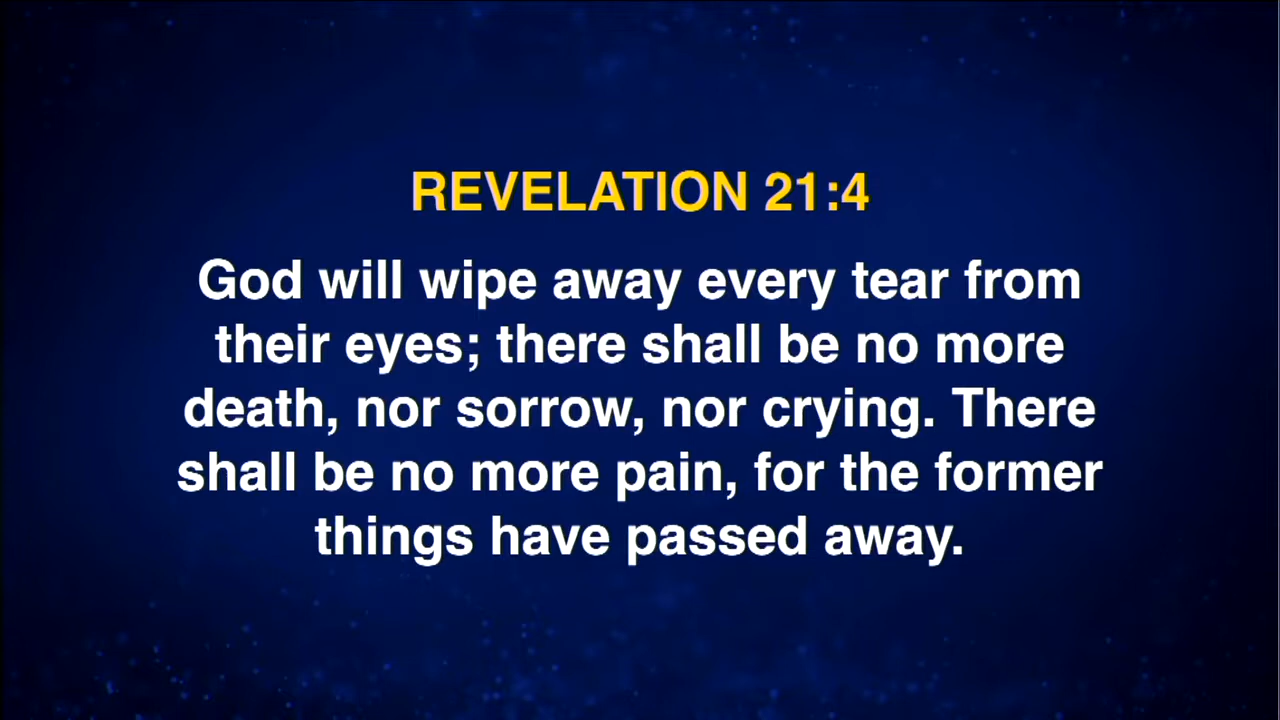 REVELATION 21:4
God will wipe away every tear from
their eyes; there shall be no more
death, nor sorrow, nor crying. There
shall be no more pain, for the former
things have passed away.